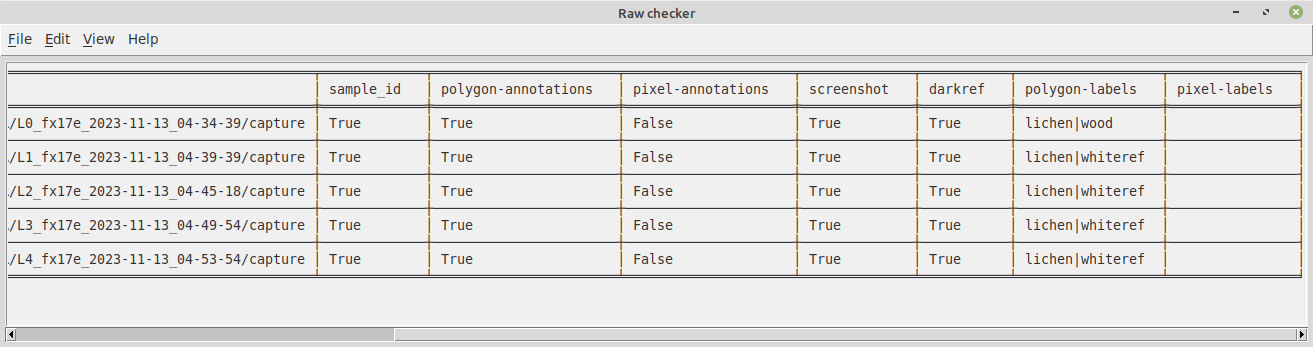 Raw checker
File Edit View Help
sample_id polygon-annotations pixel-annotations screenshot darkref polygon-labels pixel-labels
./L0_fx17e_2023-11-13_04-34-39/capture True True False True True lichen|wood
./L1_fx17e_2023-11-13_04-39-39/capture True True False True True lichen|whiteref
./L2_fx17e_2023-11-13_04-45-18/capture True True False True True lichen|whiteref
./L3_fx17e_2023-11-13_04-49-54/capture True True False True True lichen|whiteref
./L4_fx17e_2023-11-13_04-53-54/capture True True False True True lichen|whiteref